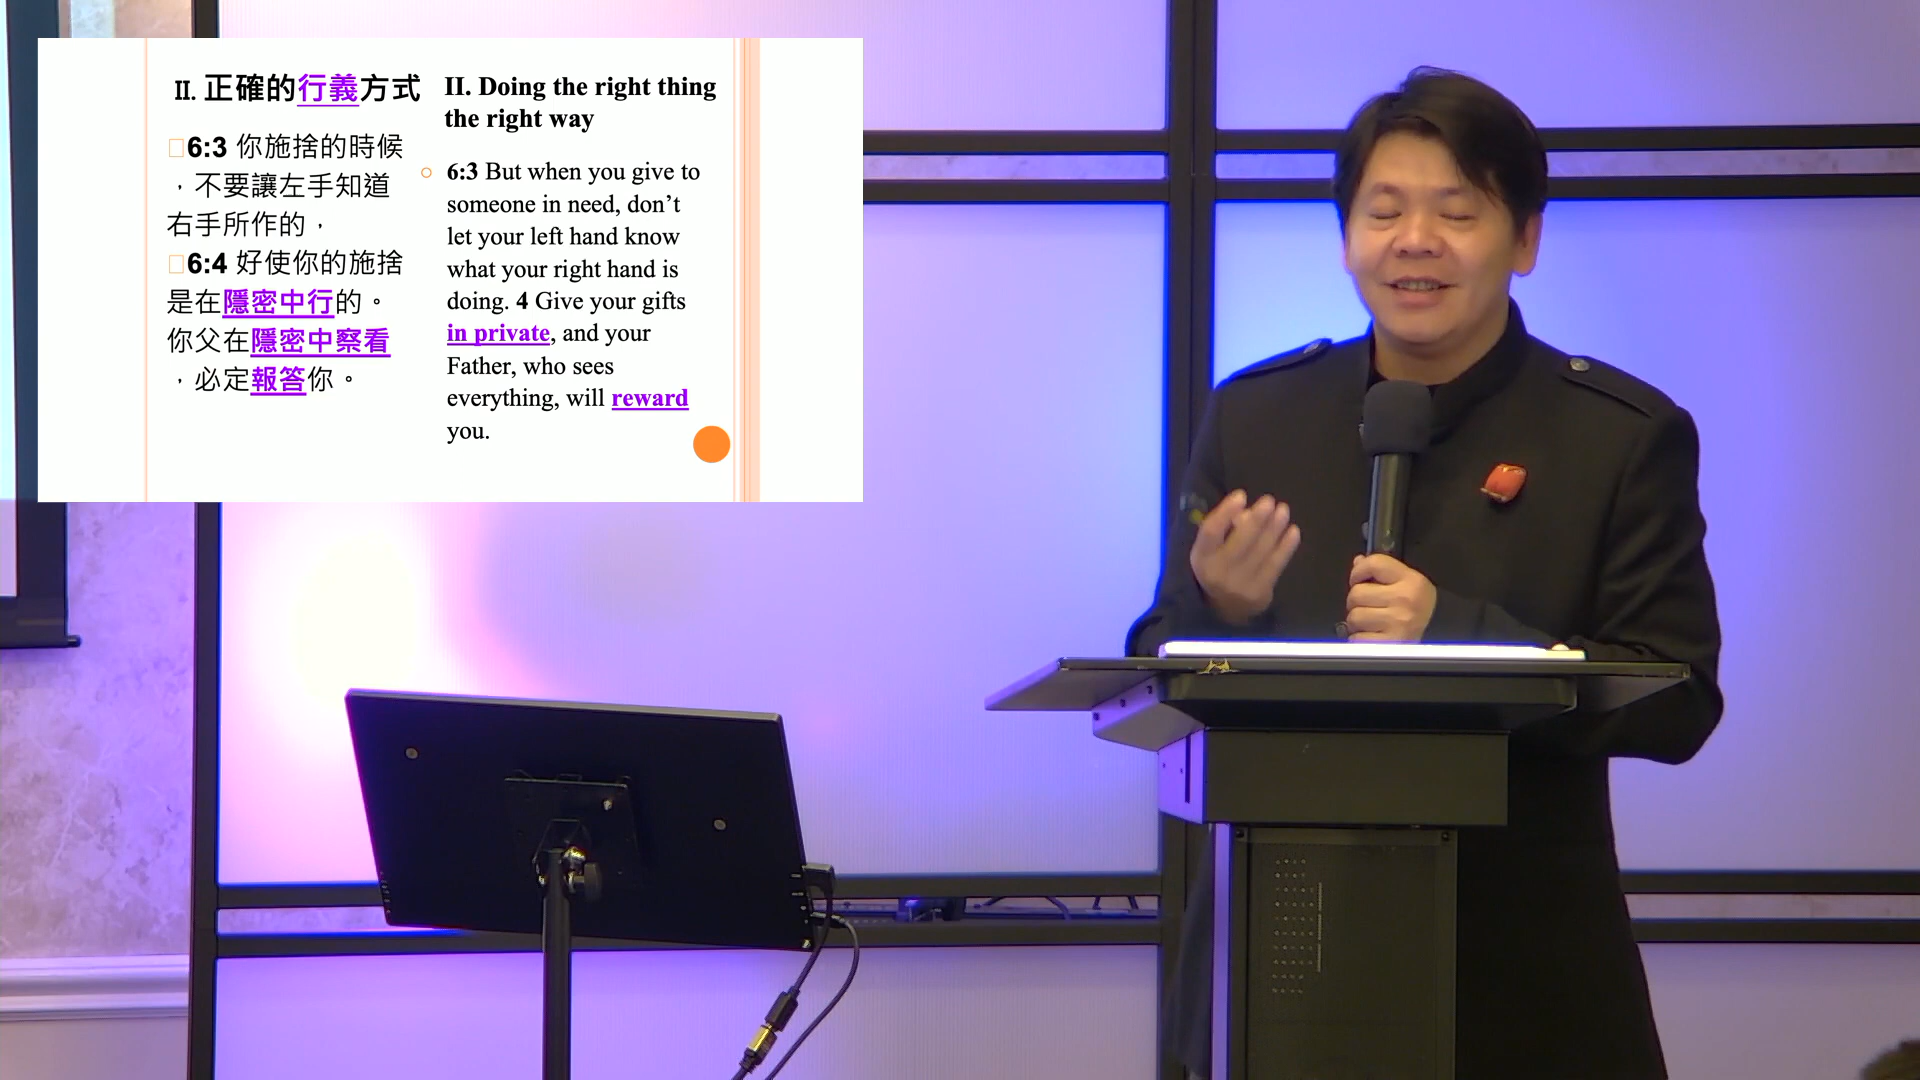 II. 正確的行義方式
6:3 你施捨的時候
，不要讓左手知道
右手所作的，
6:4 好使你的施捨
是在隱密中行的。
你父在隱密中察看
，必定報答你。
II. Doing the right thing
the right way
6:3 But when you give to
someone in need, don’t
let your left hand know
what your right hand is
doing. 4 Give your gifts
in private, and your
Father, who sees
everything, will reward
you.